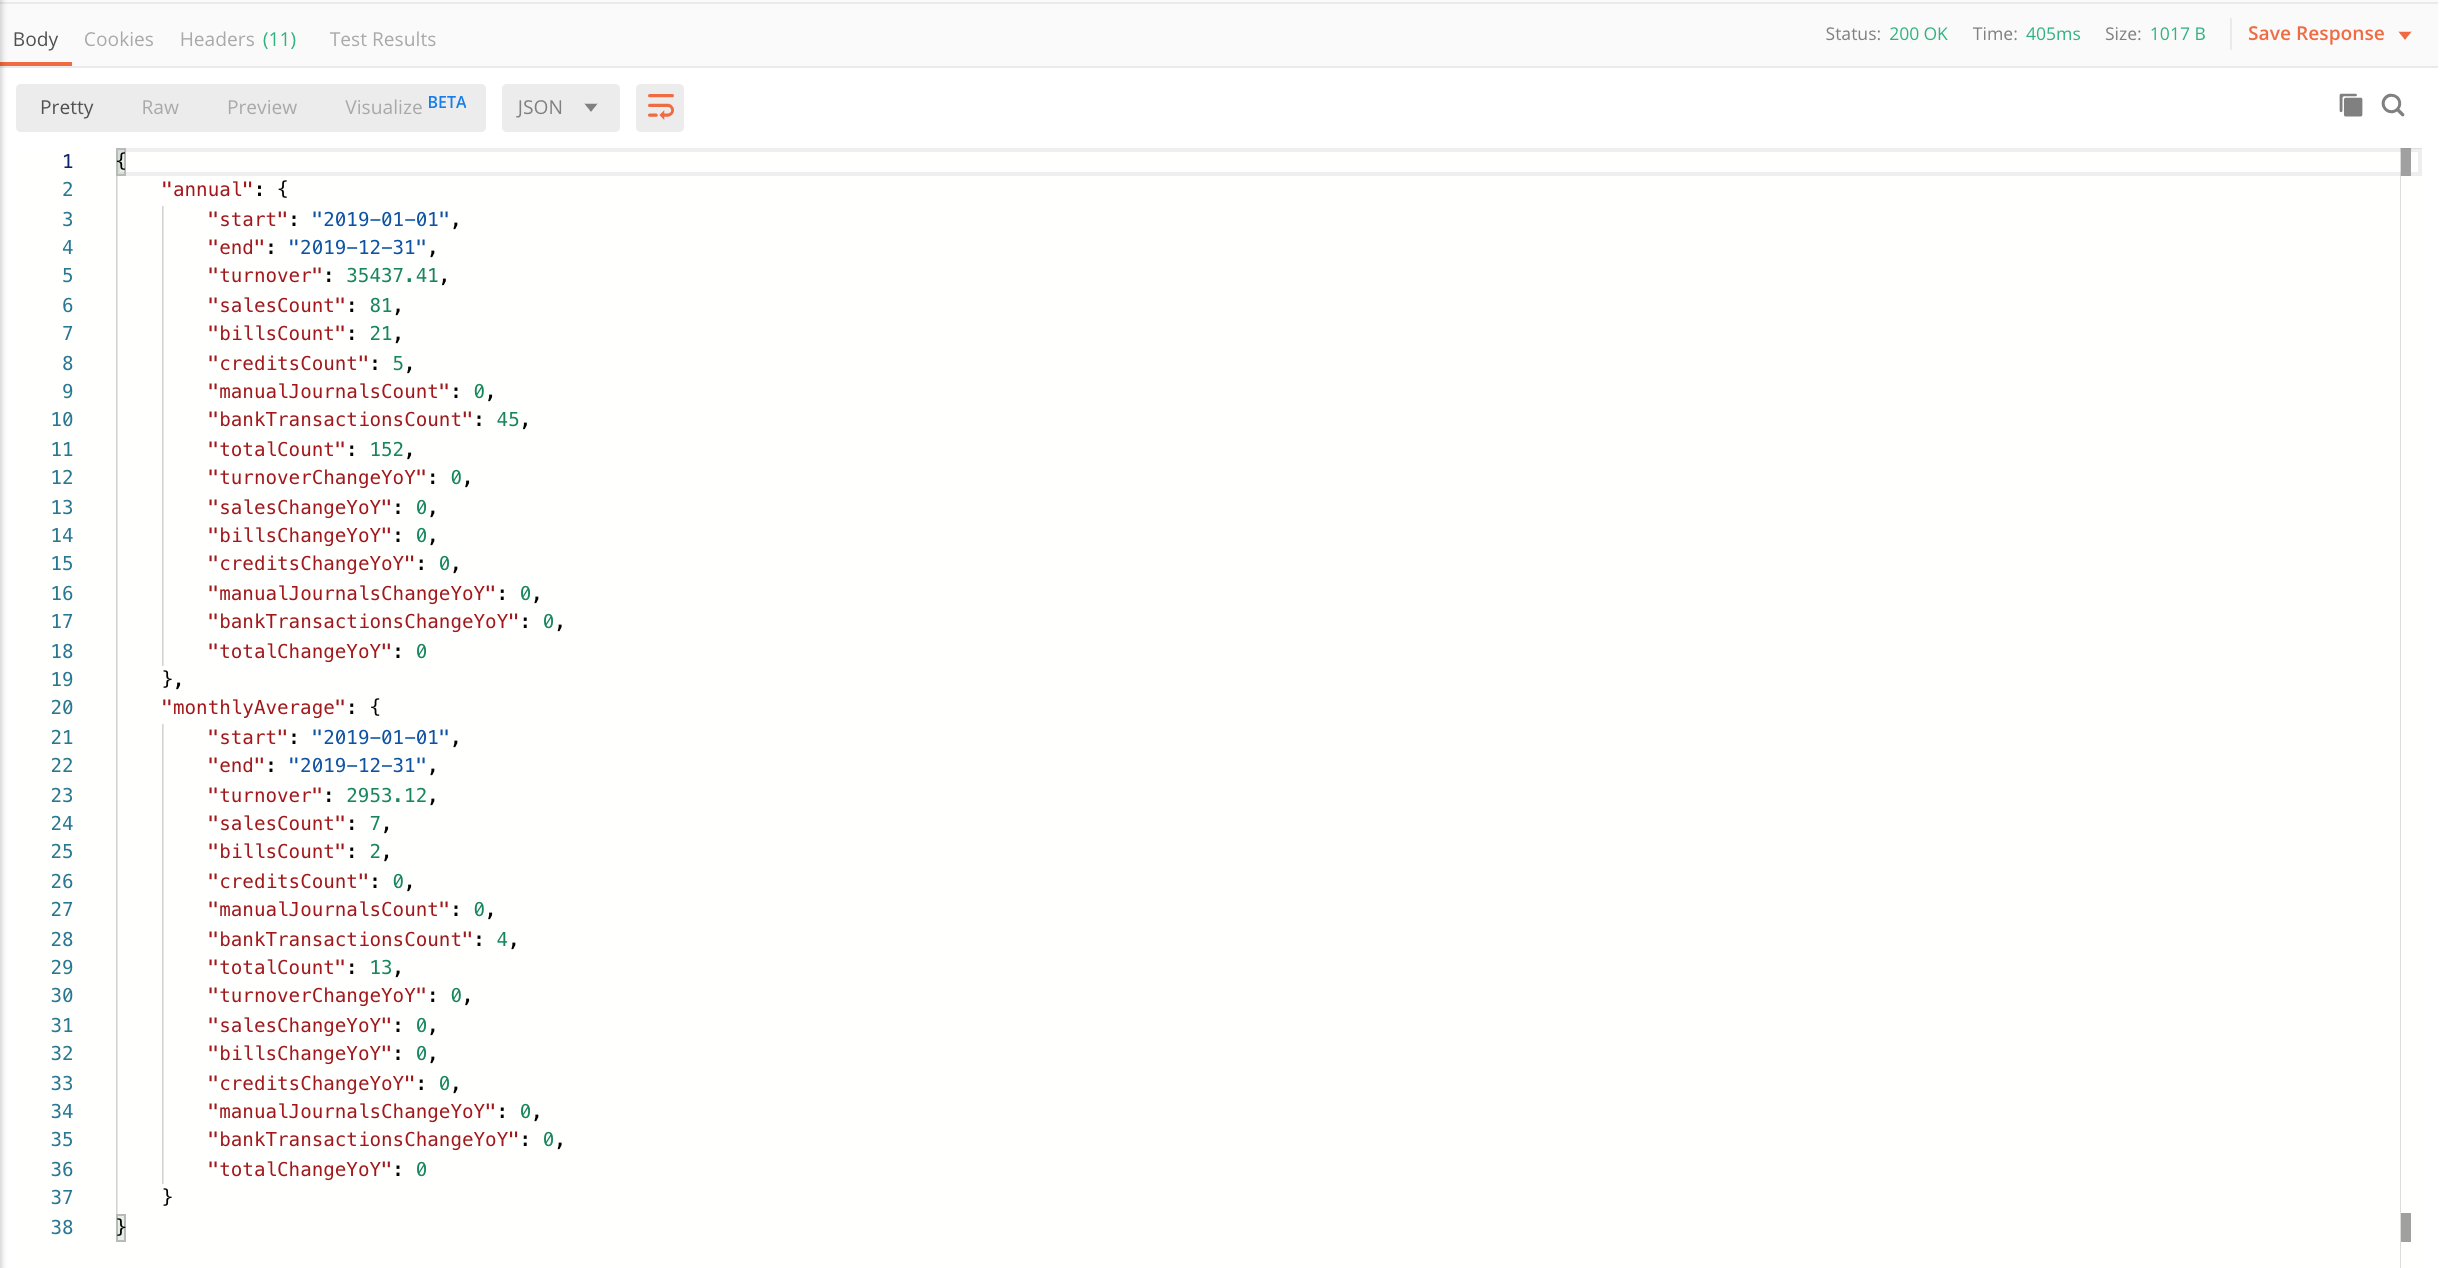 Body Cookies Headers (11) Test Results Status: 200 OK Time: 405ms Size: 1017 B Save Response
Pretty Raw Preview Visualize BETA JSON
1 {
2 "annual": {
3 "start": "2019-01-01",
4 "end": "2019-12-31",
5 "turnover": 35437.41,
6 "salesCount": 81,
7 "billsCount": 21,
8 "creditsCount": 5,
9 "manualJournalsCount": 0,
10 "bankTransactionsCount": 45,
11 "totalCount": 152,
12 "turnoverChangeYoY": 0,
13 "salesChangeYoY": 0,
14 "billsChangeYoY": 0,
15 "creditsChangeYoY": 0,
16 "manualJournalsChangeYoY": 0,
17 "bankTransactionsChangeYoY": 0,
18 "totalChangeYoY": 0
19 },
20 "monthlyAverage": {
21 "start": "2019-01-01",
22 "end": "2019-12-31",
23 "turnover": 2953.12,
24 "salesCount": 7,
25 "billsCount": 2,
26 "creditsCount": 0,
27 "manualJournalsCount": 0,
28 "bankTransactionsCount": 4,
29 "totalCount": 13,
30 "turnoverChangeYoY": 0,
31 "salesChangeYoY": 0,
32 "billsChangeYoY": 0,
33 "creditsChangeYoY": 0,
34 "manualJournalsChangeYoY": 0,
35 "bankTransactionsChangeYoY": 0,
36 "totalChangeYoY": 0
37 }
38 }